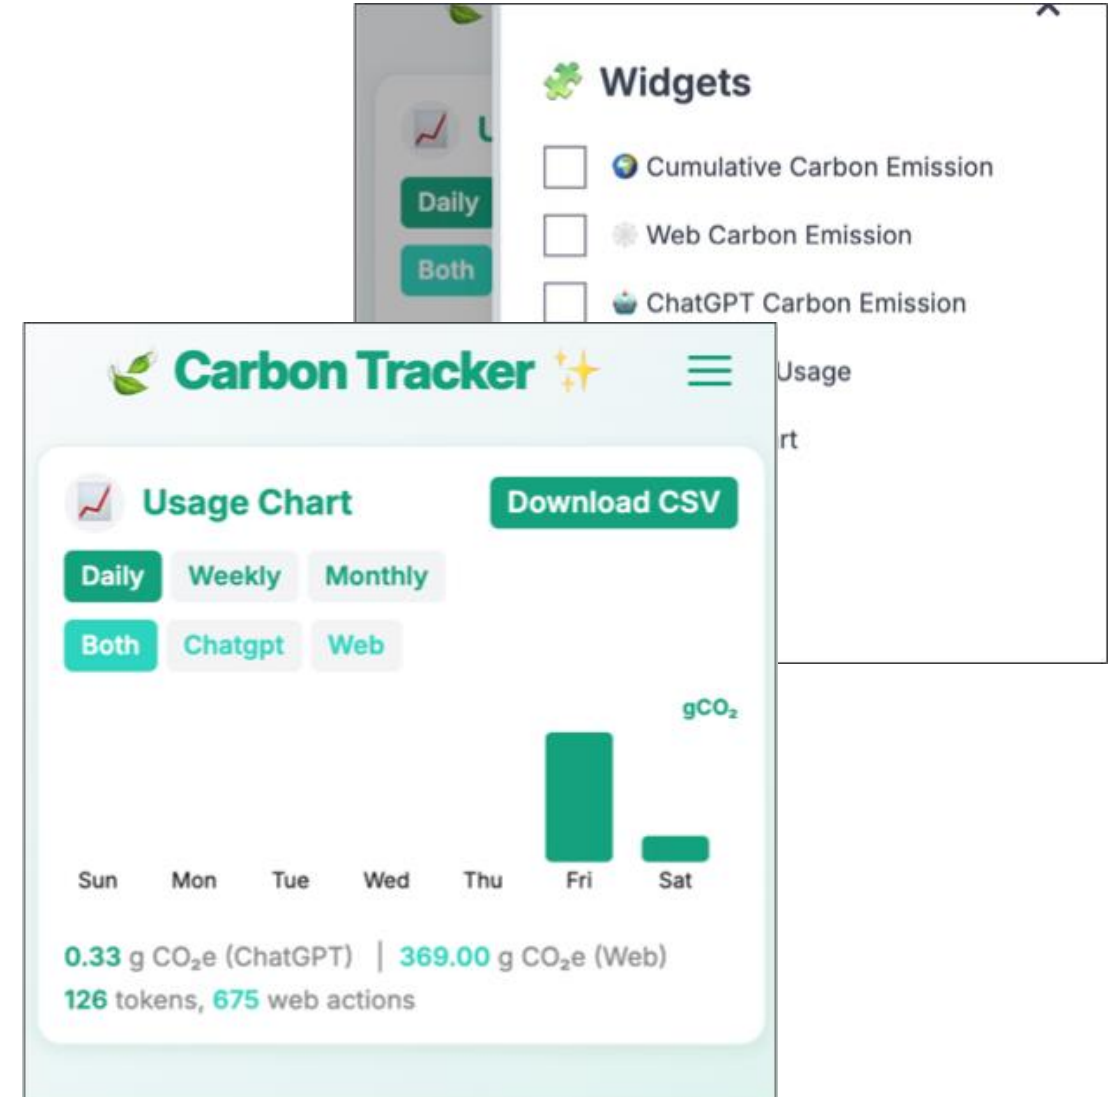 Widgets
Cumulative Carbon Emission
Web Carbon Emission
ChatGPT Carbon Emission
Usage
Daily
Both
Carbon Tracker
Usage Chart
Download CSV
Daily Weekly Monthly
Both Chatgpt Web
gCO₂
Sun Mon Tue Wed Thu Fri Sat
0.33 g CO₂e (ChatGPT) | 369.00 g CO₂e (Web)
126 tokens, 675 web actions